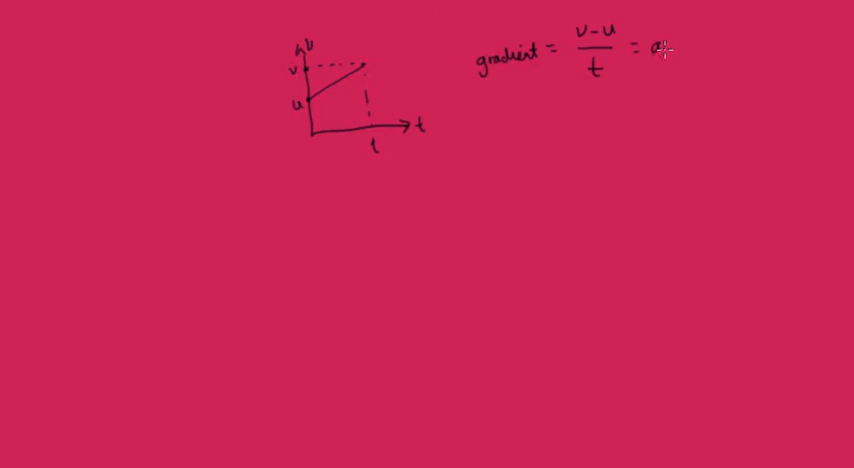 v
v
u
t
t
gradient = v-u / t = a